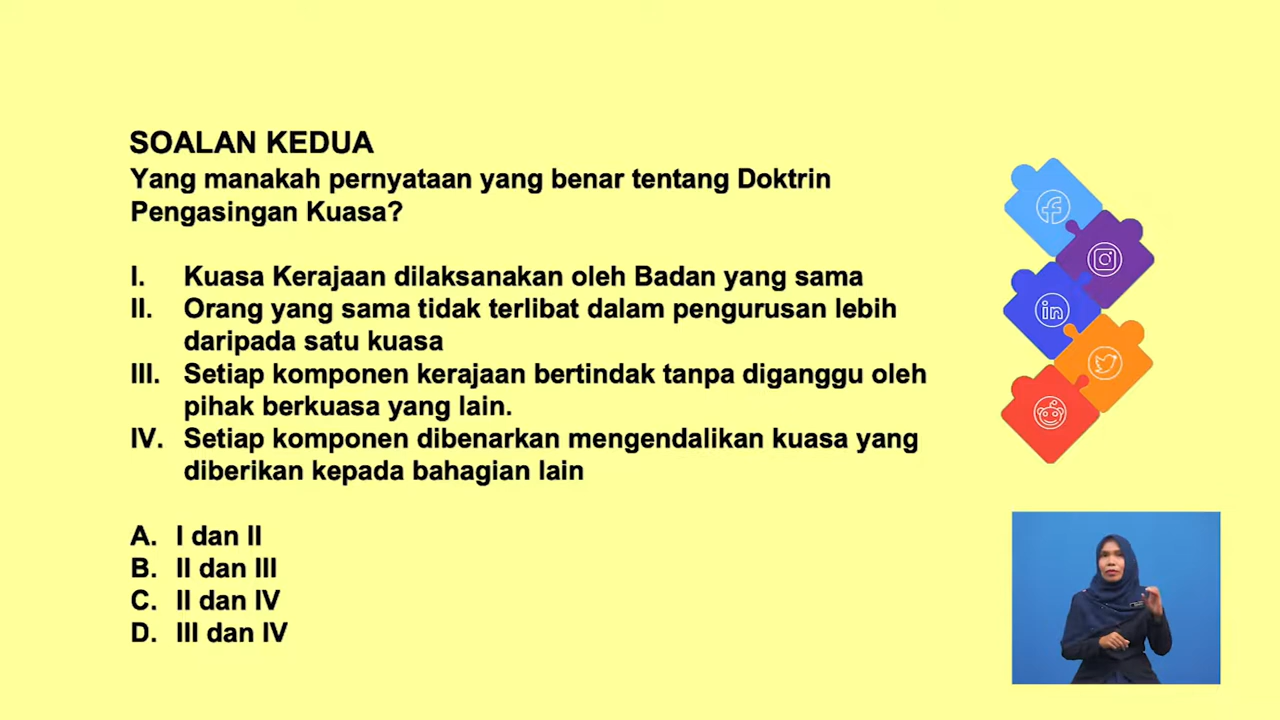 SOALAN KEDUA
Yang manakah pernyataan yang benar tentang Doktrin
Pengasingan Kuasa?
I. Kuasa Kerajaan dilaksanakan oleh Badan yang sama
II. Orang yang sama tidak terlibat dalam pengurusan lebih
daripada satu kuasa
III. Setiap komponen kerajaan bertindak tanpa diganggu oleh
pihak berkuasa yang lain.
IV. Setiap komponen dibenarkan mengendalikan kuasa yang
diberikan kepada bahagian lain
A. I dan II
B. II dan III
C. II dan IV
D. III dan IV
in